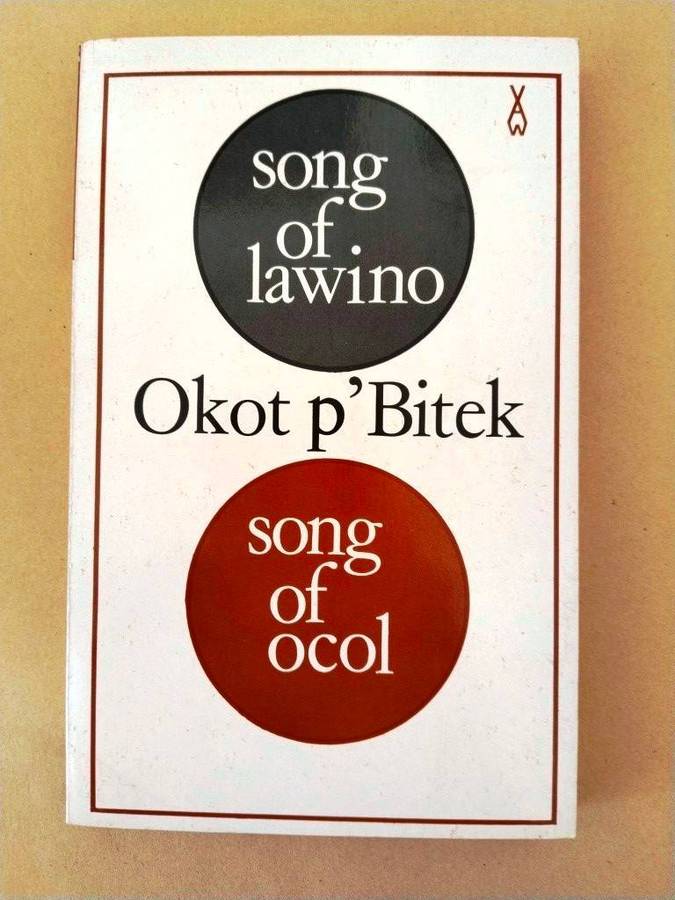 song
of
lawino
Okot p'Bitek
song
of
ocol